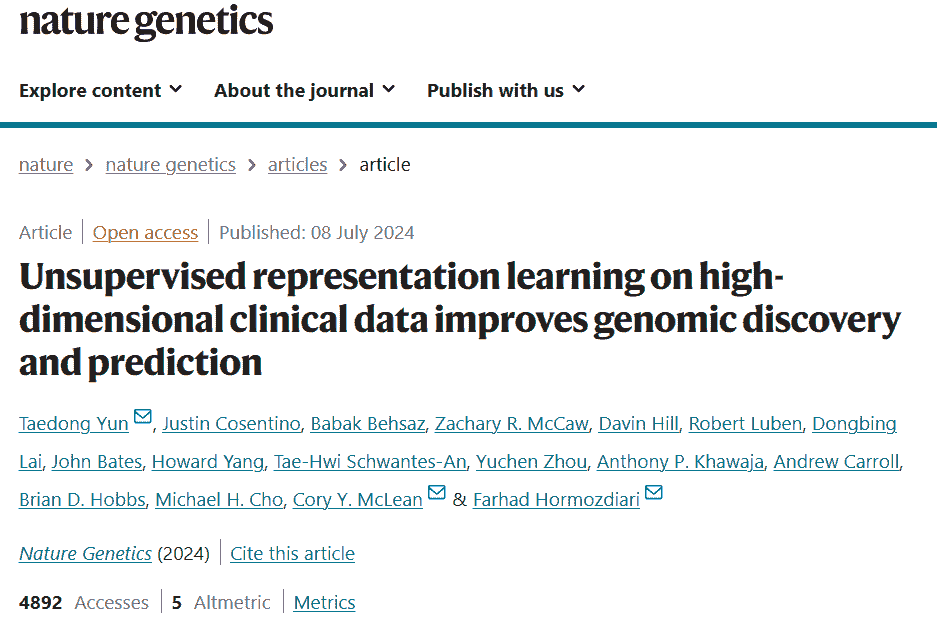 nature genetics
Explore content About the journal Publish with us
nature > nature genetics > articles > article
Article | Open access | Published: 08 July 2024
Unsupervised representation learning on high-
dimensional clinical data improves genomic discovery
and prediction
Taedong Yun, Justin Cosentino, Babak Behsaz, Zachary R. McCaw, Davin Hill, Robert Luben, Dongbing
Lai, John Bates, Howard Yang, Tae-Hwi Schwantes-An, Yuchen Zhou, Anthony P. Khawaja, Andrew Carroll,
Brian D. Hobbs, Michael H. Cho, Cory Y. McLean & Farhad Hormozdiari
Nature Genetics (2024) | Cite this article
4892 Accesses | 5 Altmetric | Metrics